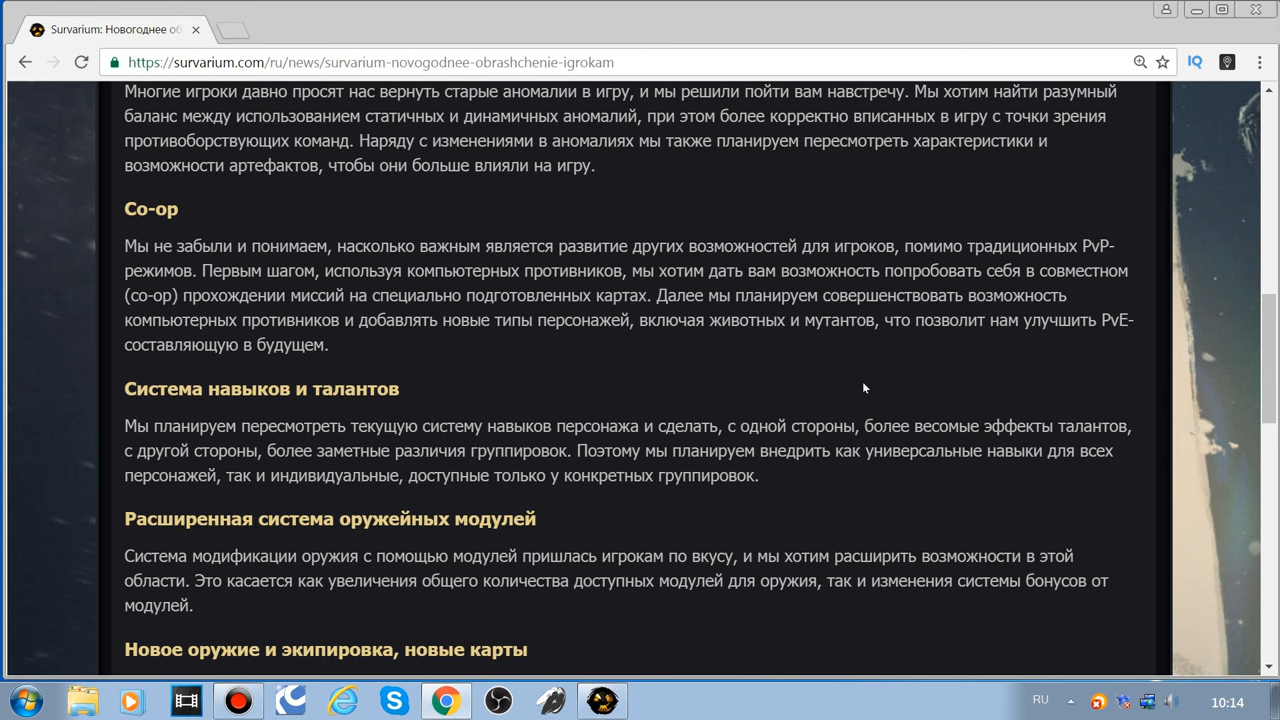 Survarium: Новогоднее об
https://survarium.com/ru/news/survarium-novogodnee-obrashchenie-igrokam
IQ
Многие игроки давно просят нас вернуть старые аномалии в игру, и мы решили пойти вам навстречу. Мы хотим найти разумный
баланс между использованием статичных и динамичных аномалий, при этом более корректно вписанных в игру с точки зрения
противоборствующих команд. Наряду с изменениями в аномалиях мы также планируем пересмотреть характеристики и
возможности артефактов, чтобы они больше влияли на игру.
Co-op
Мы не забыли и понимаем, насколько важным является развитие других возможностей для игроков, помимо традиционных PvP-
режимов. Первым шагом, используя компьютерных противников, мы хотим дать вам возможность попробовать себя в совместном
(co-op) прохождении миссий на специально подготовленных картах. Далее мы планируем совершенствовать возможность
компьютерных противников и добавлять новые типы персонажей, включая животных и мутантов, что позволит нам улучшить PvE-
составляющую в будущем.
Система навыков и талантов
Мы планируем пересмотреть текущую систему навыков персонажа и сделать, с одной стороны, более весомые эффекты талантов,
с другой стороны, более заметные различия группировок. Поэтому мы планируем внедрить как универсальные навыки для всех
персонажей, так и индивидуальные, доступные только у конкретных группировок.
Расширенная система оружейных модулей
Система модификации оружия с помощью модулей пришлась игрокам по вкусу, и мы хотим расширить возможности в этой
области. Это касается как увеличения общего количества доступных модулей для оружия, так и изменения системы бонусов от
модулей.
Новое оружие и экипировка, новые карты
RU
10:14